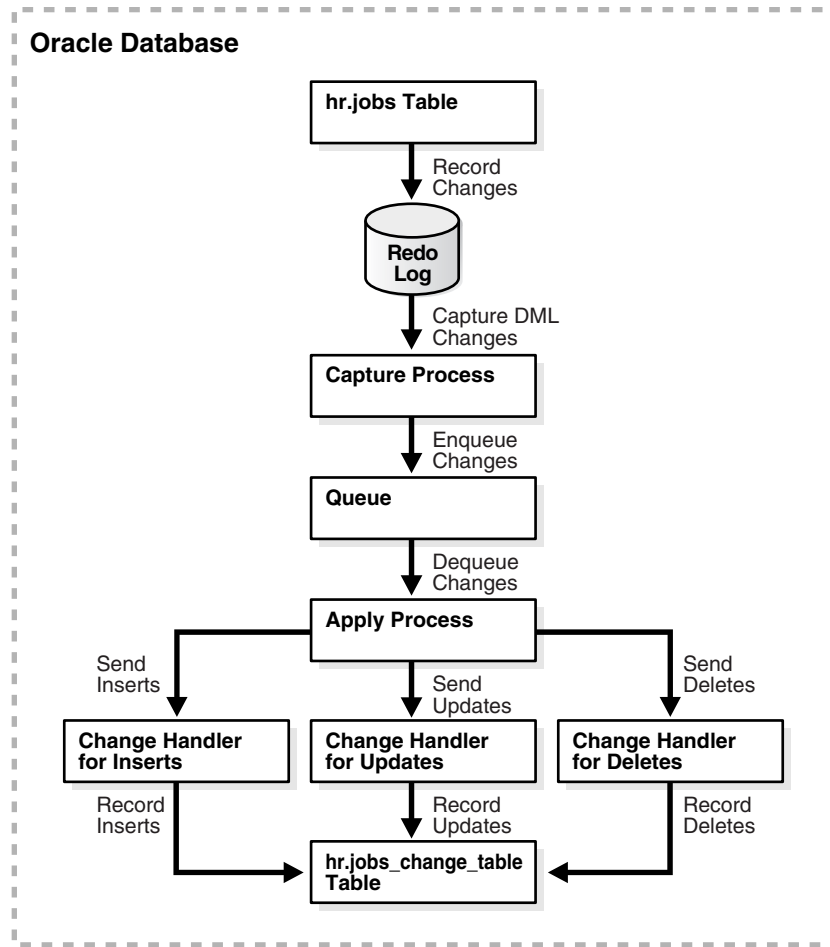 Oracle Database
hr.jobs Table
Record
Changes
Redo
Log
Capture DML
Changes
Capture Process
Enqueue
Changes
Queue
Dequeue
Changes
Apply Process
Send
Inserts
Send
Updates
Send
Deletes
Change Handler
for Inserts
Change Handler
for Updates
Change Handler
for Deletes
Record
Inserts
Record
Updates
Record
Deletes
hr.jobs_change_table
Table